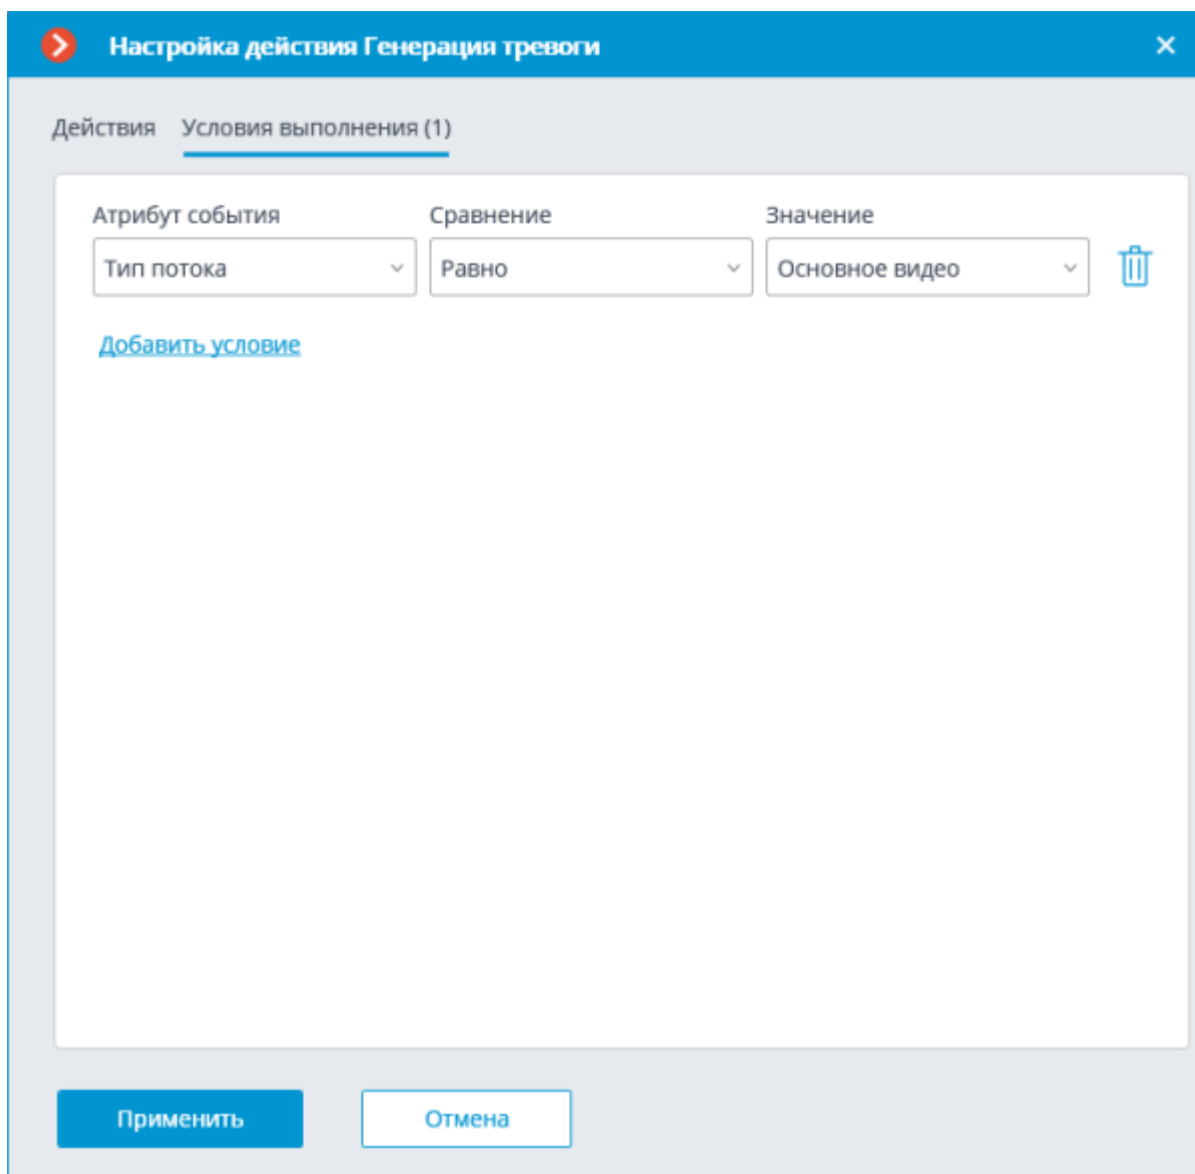 Настройка действия Генерация тревоги
Действия Условия выполнения (1)
Атрибут события Сравнение Значение
Тип потока Равно Основное видео
Добавить условие
Применить Отмена